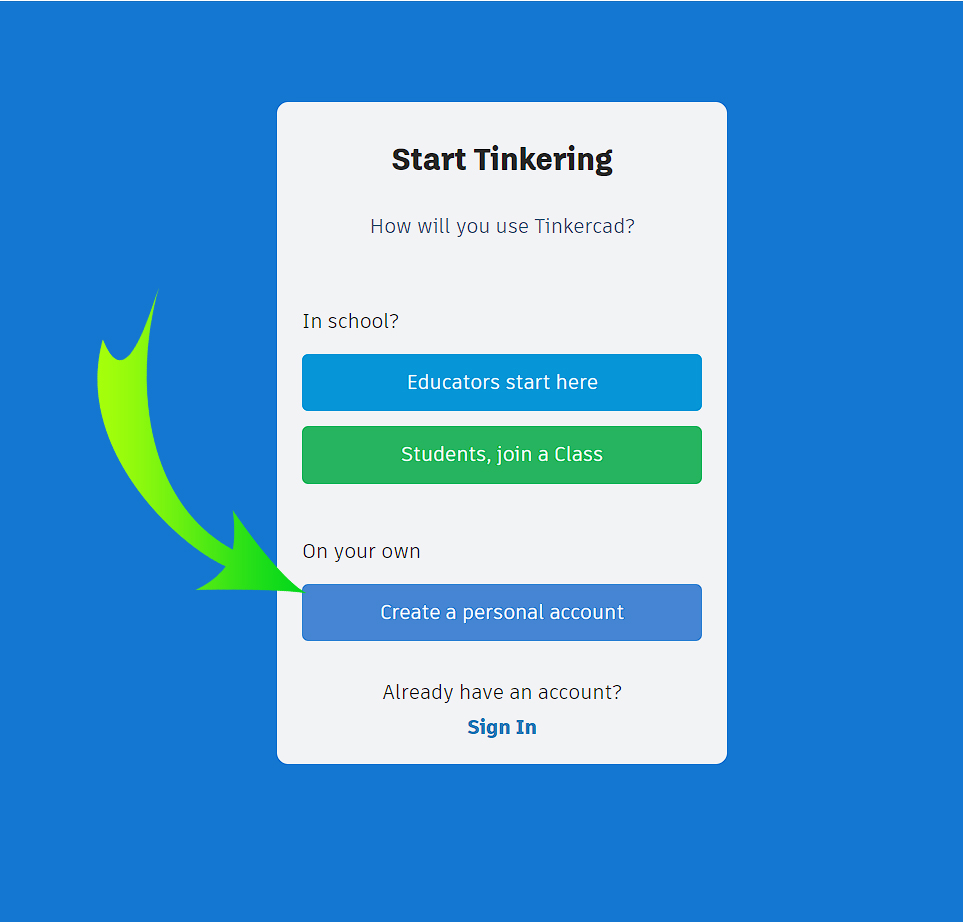 Start Tinkering
How will you use Tinkercad?
In school?
Educators start here
Students, join a Class
On your own
Create a personal account
Already have an account?
Sign In